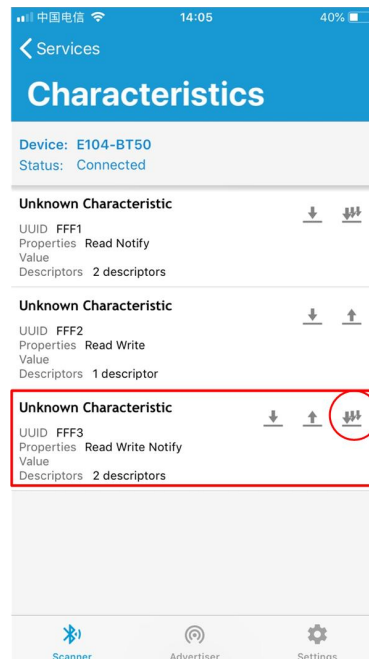 中国电信 14:05 40%
Services
Characteristics
Device: E104-BT50
Status: Connected
Unknown Characteristic
UUID FFF1
Properties Read Notify
Value
Descriptors 2 descriptors
Unknown Characteristic
UUID FFF2
Properties Read Write
Value
Descriptors 1 descriptor
Unknown Characteristic
UUID FFF3
Properties Read Write Notify
Value
Descriptors 2 descriptors
Scanner Advertiser Settings